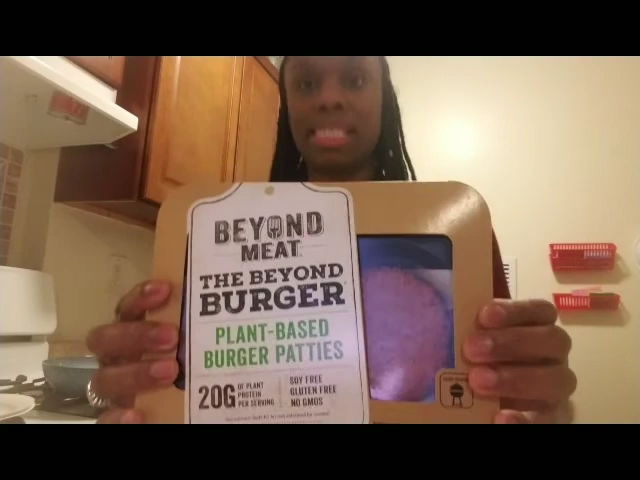 BEYOND
MEAT
THE BEYOND
BURGER
PLANT-BASED
BURGER PATTIES
20G OF PLANT PROTEIN PER SERVING
SOY FREE
GLUTEN FREE
NO GMOS